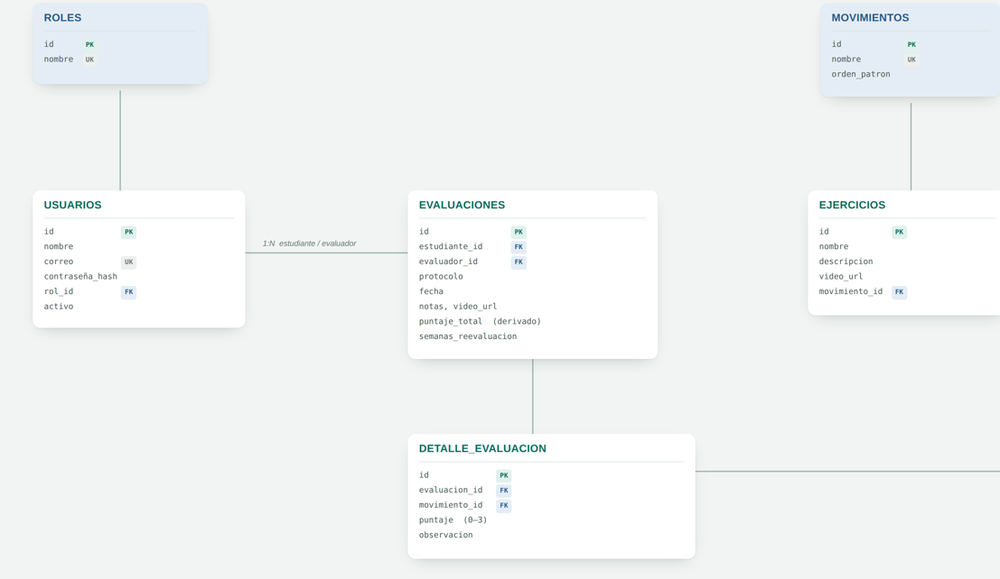 ROLES
id PK
nombre UK
MOVIMIENTOS
id PK
nombre UK
orden_patron
USUARIOS
id PK
nombre
correo UK
contraseña_hash
rol_id FK
activo
1:N estudiante / evaluador
EVALUACIONES
id PK
estudiante_id FK
evaluador_id FK
protocolo
fecha
notas, video_url
puntaje_total (derivado)
semanas_reevaluacion
EJERCICIOS
id PK
nombre
descripcion
video_url
movimiento_id FK
DETALLE_EVALUACION
id PK
evaluacion_id FK
movimiento_id FK
puntaje (0–3)
observacion